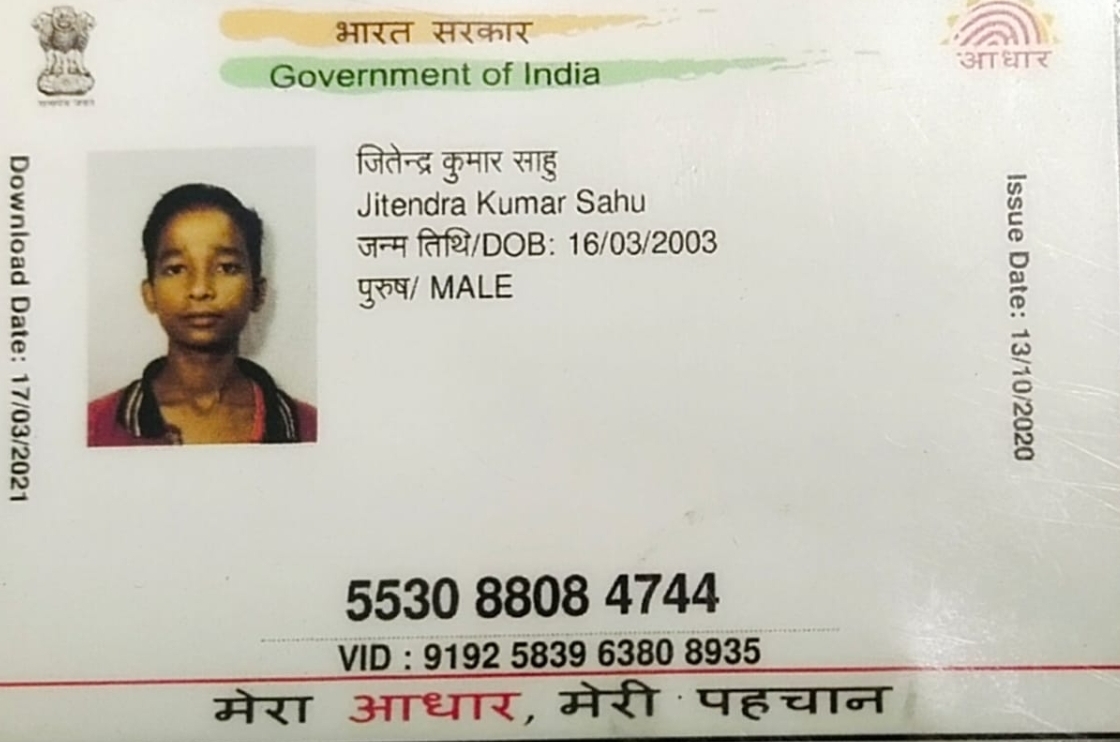 भारत सरकार
Government of India
आधार
सत्यमेव जयते
जितेन्द्र कुमार साहु
Jitendra Kumar Sahu
जन्म तिथि/DOB: 16/03/2003
पुरुष/ MALE
Download Date: 17/03/2021
Issue Date: 13/10/2020
5530 8808 4744
VID : 9192 5839 6380 8935
मेरा आधार, मेरी पहचान